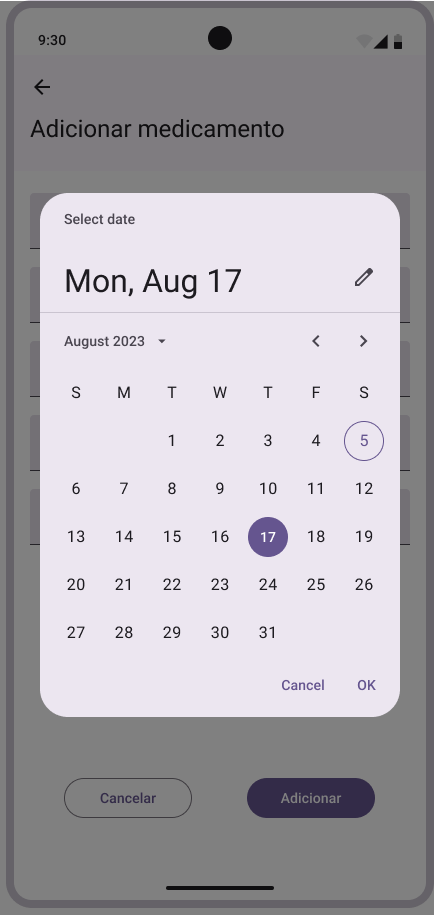 9:30
Adicionar medicamento
Select date
Mon, Aug 17
August 2023
S M T W T F S
1 2 3 4 5
6 7 8 9 10 11 12
13 14 15 16 17 18 19
20 21 22 23 24 25 26
27 28 29 30 31
Cancel OK
Cancelar Adicionar